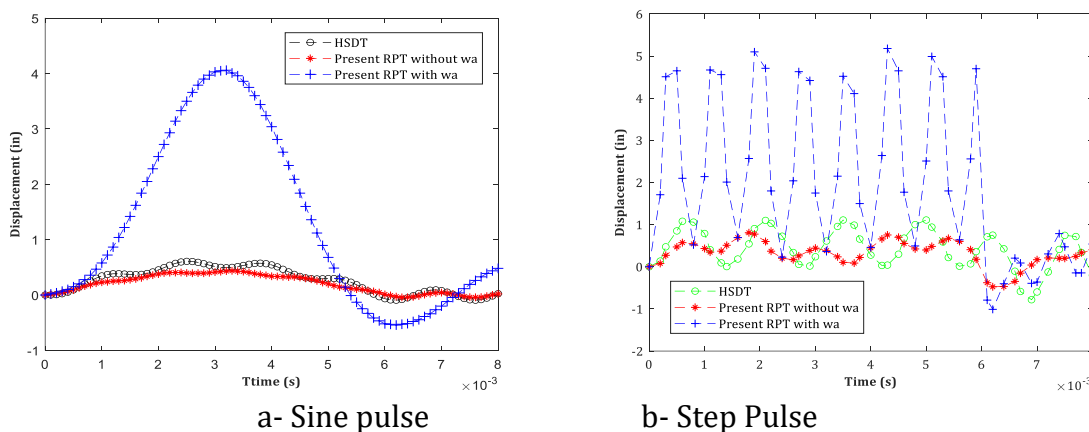 5
4
3
2
1
0
-1
Displacement (in)
HSDT
Present RPT without wa
Present RPT with wa
0 1 2 3 4 5 6 7 8
Ttime (s)
×10-3
a- Sine pulse
6
5
4
3
2
1
0
-1
-2
Displacement (in)
HSDT
Present RPT without wa
Present RPT with wa
0 1 2 3 4 5 6 7
Time (s)
×10-3
b- Step Pulse